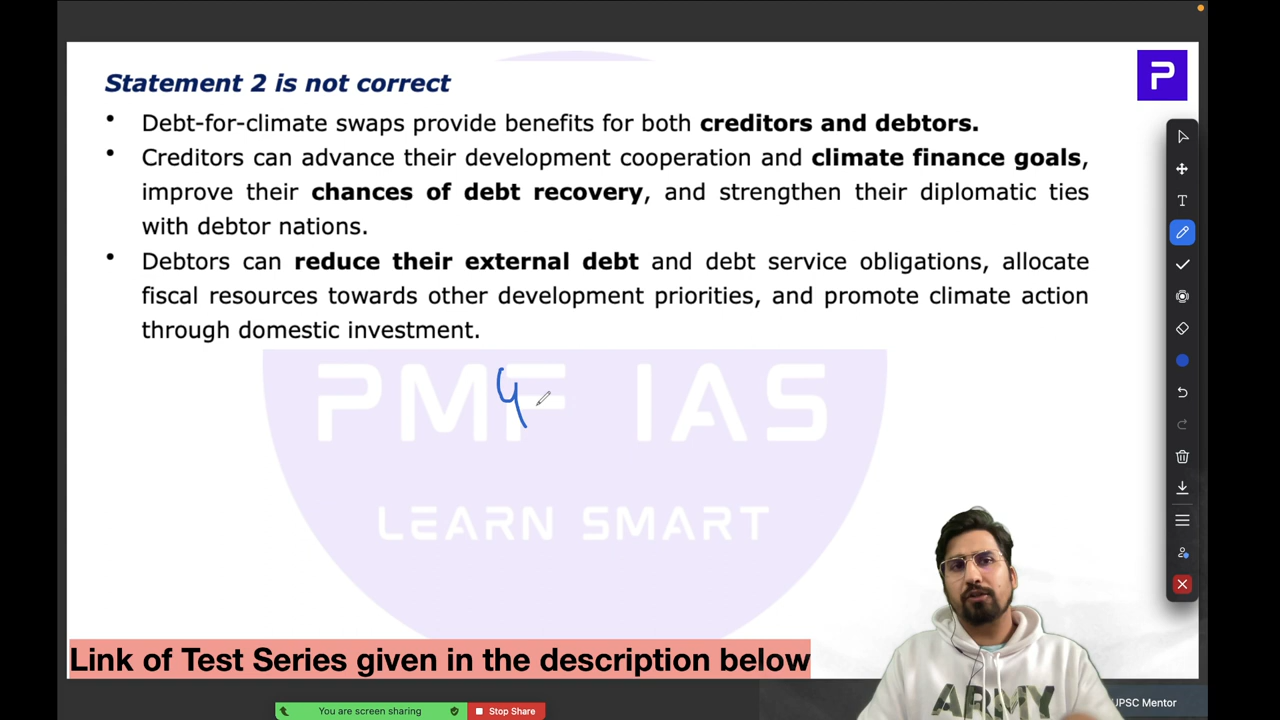 Statement 2 is not correct
P
• Debt-for-climate swaps provide benefits for both creditors and debtors.
• Creditors can advance their development cooperation and climate finance goals,
improve their chances of debt recovery, and strengthen their diplomatic ties
with debtor nations.
• Debtors can reduce their external debt and debt service obligations, allocate
fiscal resources towards other development priorities, and promote climate action
through domestic investment.
PMF IAS
LEARN SMART
Link of Test Series given in the description below
ARMY
UPSC Mentor
You are screen sharing
Stop Share